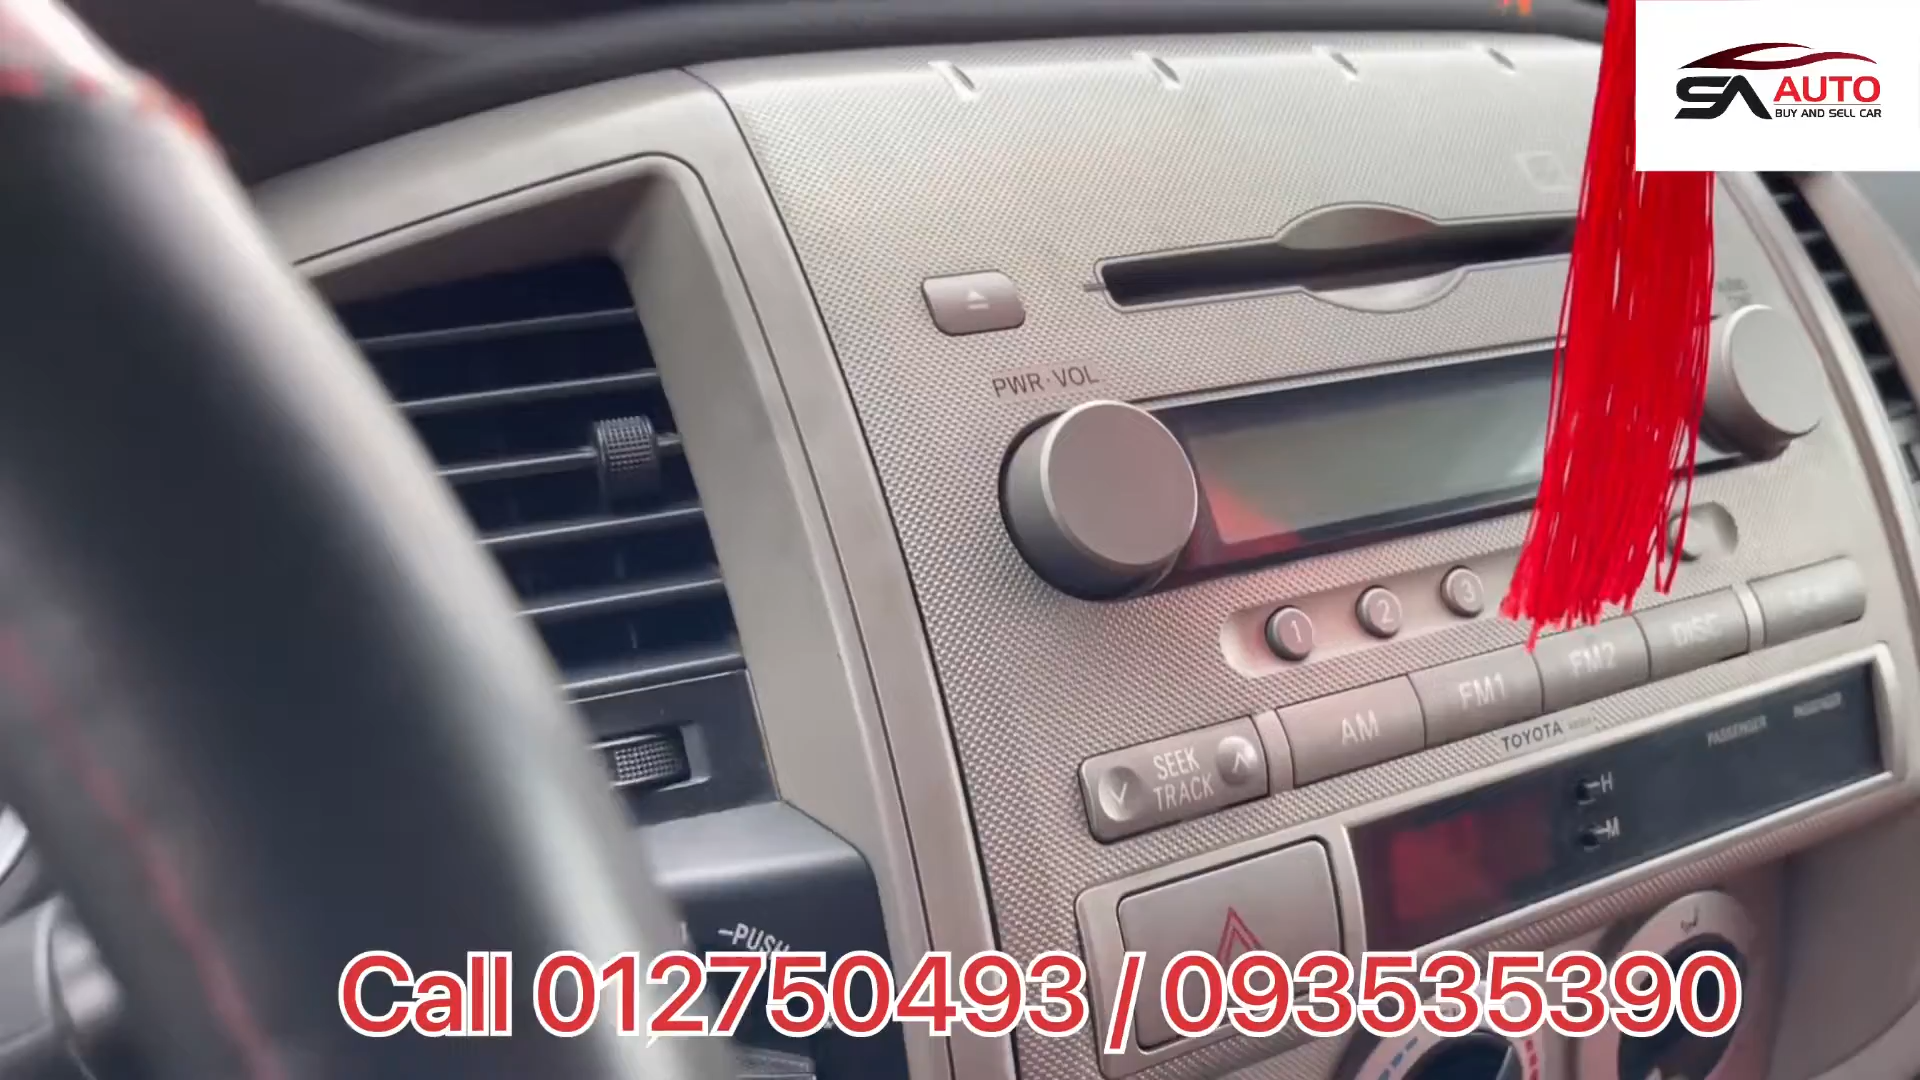 SA AUTO
BUY AND SELL CAR
PWR·VOL
1 2 3
AM FM1 FM2 DISC
SEEK
TRACK
TOYOTA
PASSENGER PASSENGER
H
M
PUSH
Call 012750493 / 093535390